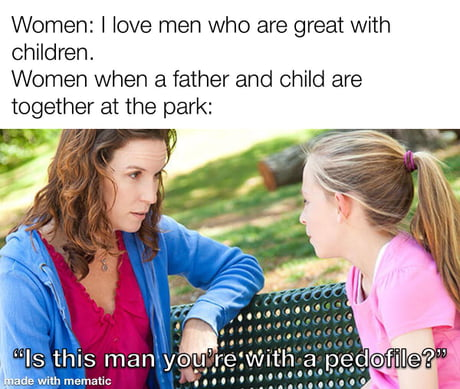 Women: I love men who are great with
children.
Women when a father and child are
together at the park:
“Is this man you're with a pedofile?”
made with mematic